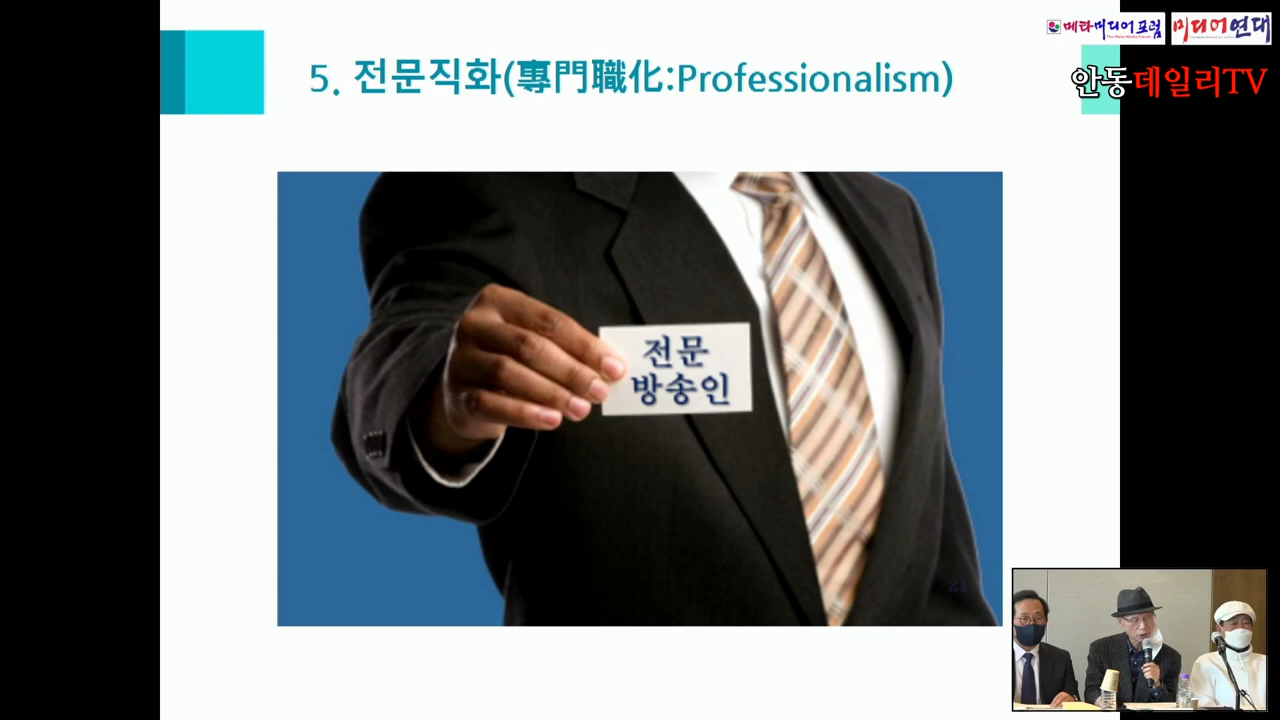 메타미디어포럼
미디어연대
안동데일리TV
5. 전문직화(專門職化:Professionalism)
전문
방송인
21